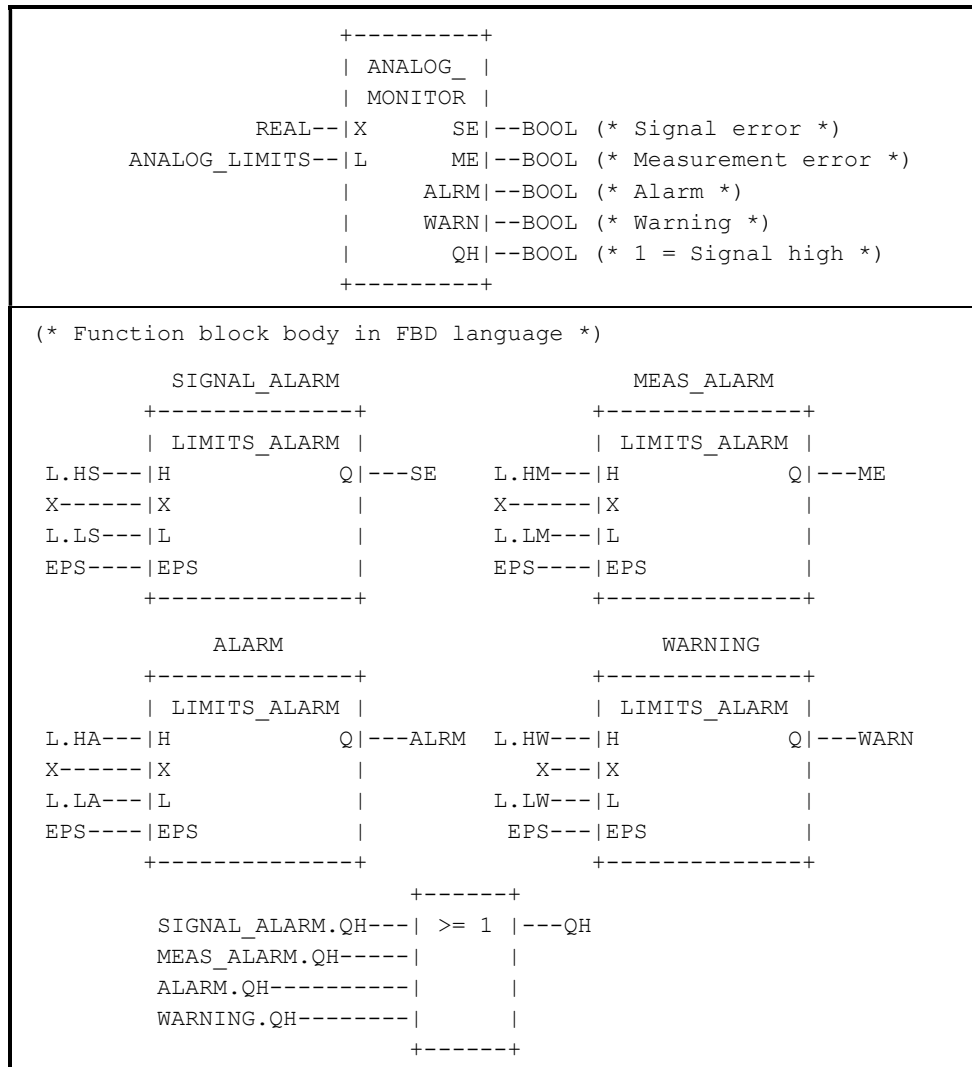 +---------+
| ANALOG_ |
| MONITOR |
REAL--|X       SE|--BOOL (* Signal error *)
ANALOG_LIMITS--|L       ME|--BOOL (* Measurement error *)
|     ALRM|--BOOL (* Alarm *)
|     WARN|--BOOL (* Warning *)
|       QH|--BOOL (* 1 = Signal high *)
+---------+
(* Function block body in FBD language *)
SIGNAL_ALARM                    MEAS_ALARM
+--------------+                +--------------+
| LIMITS_ALARM |                | LIMITS_ALARM |
L.HS---|H            Q|---SE    L.HM---|H            Q|---ME
X------|X             |         X------|X             |
L.LS---|L             |         L.LM---|L             |
EPS----|EPS           |         EPS----|EPS           |
+--------------+                +--------------+
ALARM                           WARNING
+--------------+                +--------------+
| LIMITS_ALARM |                | LIMITS_ALARM |
L.HA---|H            Q|---ALRM  L.HW---|H            Q|---WARN
X------|X             |            X---|X             |
L.LA---|L             |         L.LW---|L             |
EPS----|EPS           |          EPS---|EPS           |
+--------------+                +--------------+
+------+
SIGNAL_ALARM.QH---| >= 1 |---QH
MEAS_ALARM.QH-----|      |
ALARM.QH----------|      |
WARNING.QH--------|      |
+------+